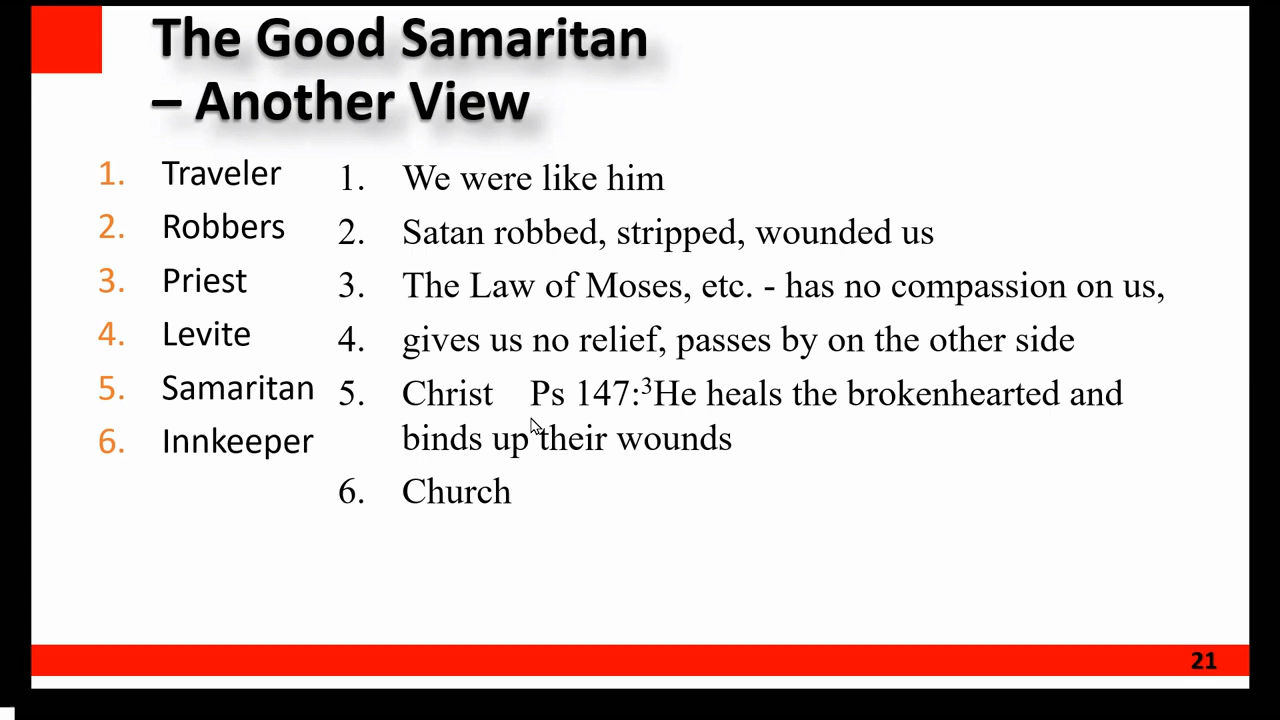 The Good Samaritan
– Another View
1. Traveler
2. Robbers
3. Priest
4. Levite
5. Samaritan
6. Innkeeper
1. We were like him
2. Satan robbed, stripped, wounded us
3. The Law of Moses, etc. - has no compassion on us,
4. gives us no relief, passes by on the other side
5. Christ Ps 147:³He heals the brokenhearted and
binds up their wounds
6. Church
21